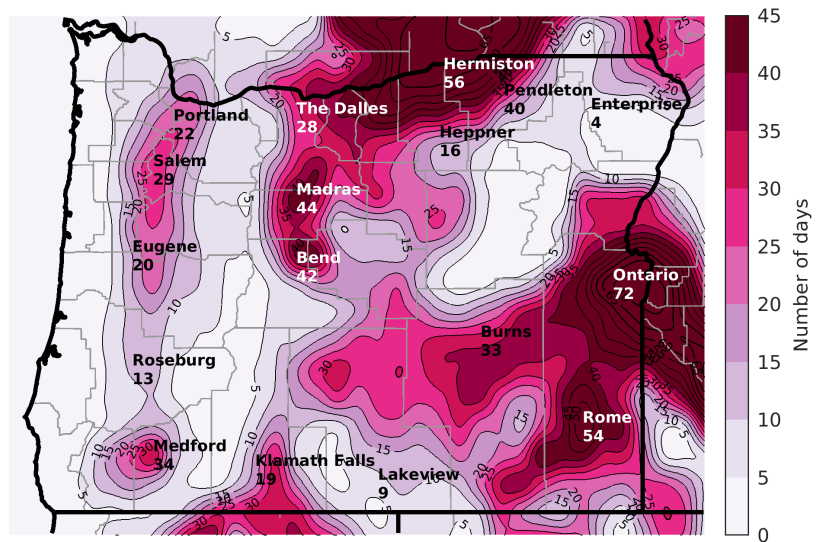 Hermiston
56
Pendleton
40
Enterprise
4
The Dalles
28
Portland
22
Heppner
16
Salem
29
Madras
44
Eugene
20
Bend
42
Ontario
72
Burns
33
Roseburg
13
Rome
54
Medford
34
Klamath Falls
19
Lakeview
9
45
40
35
30
25
20
15
10
5
0
Number of days